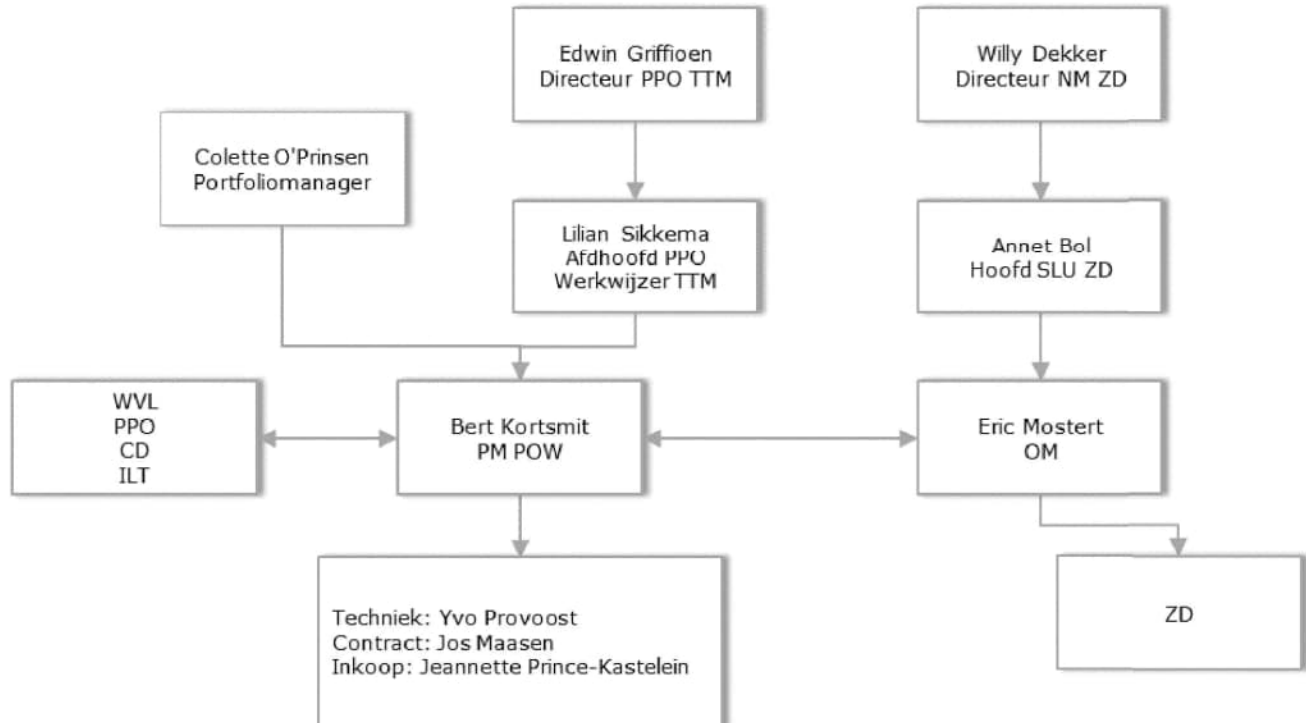 Edwin Griffioen
Directeur PPO TTM
Willy Dekker
Directeur NM ZD
Colette O'Prinsen
Portfoliomanager
Lilian Sikkema
Afdhoofd PPO
Werkwijzer TTM
Annet Bol
Hoofd SLU ZD
WVL
PPO
CD
ILT
Bert Kortsmit
PM POW
Eric Mostert
OM
Techniek: Yvo Provoost
Contract: Jos Maasen
Inkoop: Jeannette Prince-Kastelein
ZD